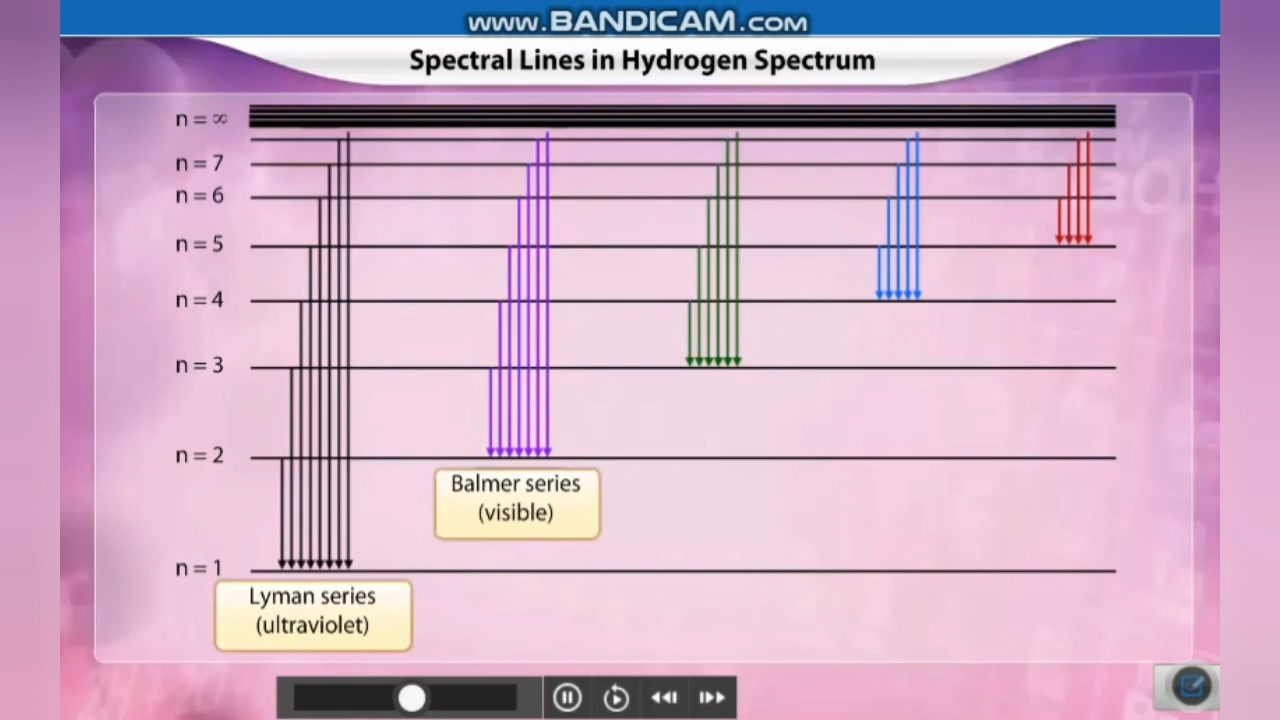 www.BANDICAM.com
Spectral Lines in Hydrogen Spectrum
n = ∞
n = 7
n = 6
n = 5
n = 4
n = 3
n = 2
Balmer series
(visible)
n = 1
Lyman series
(ultraviolet)